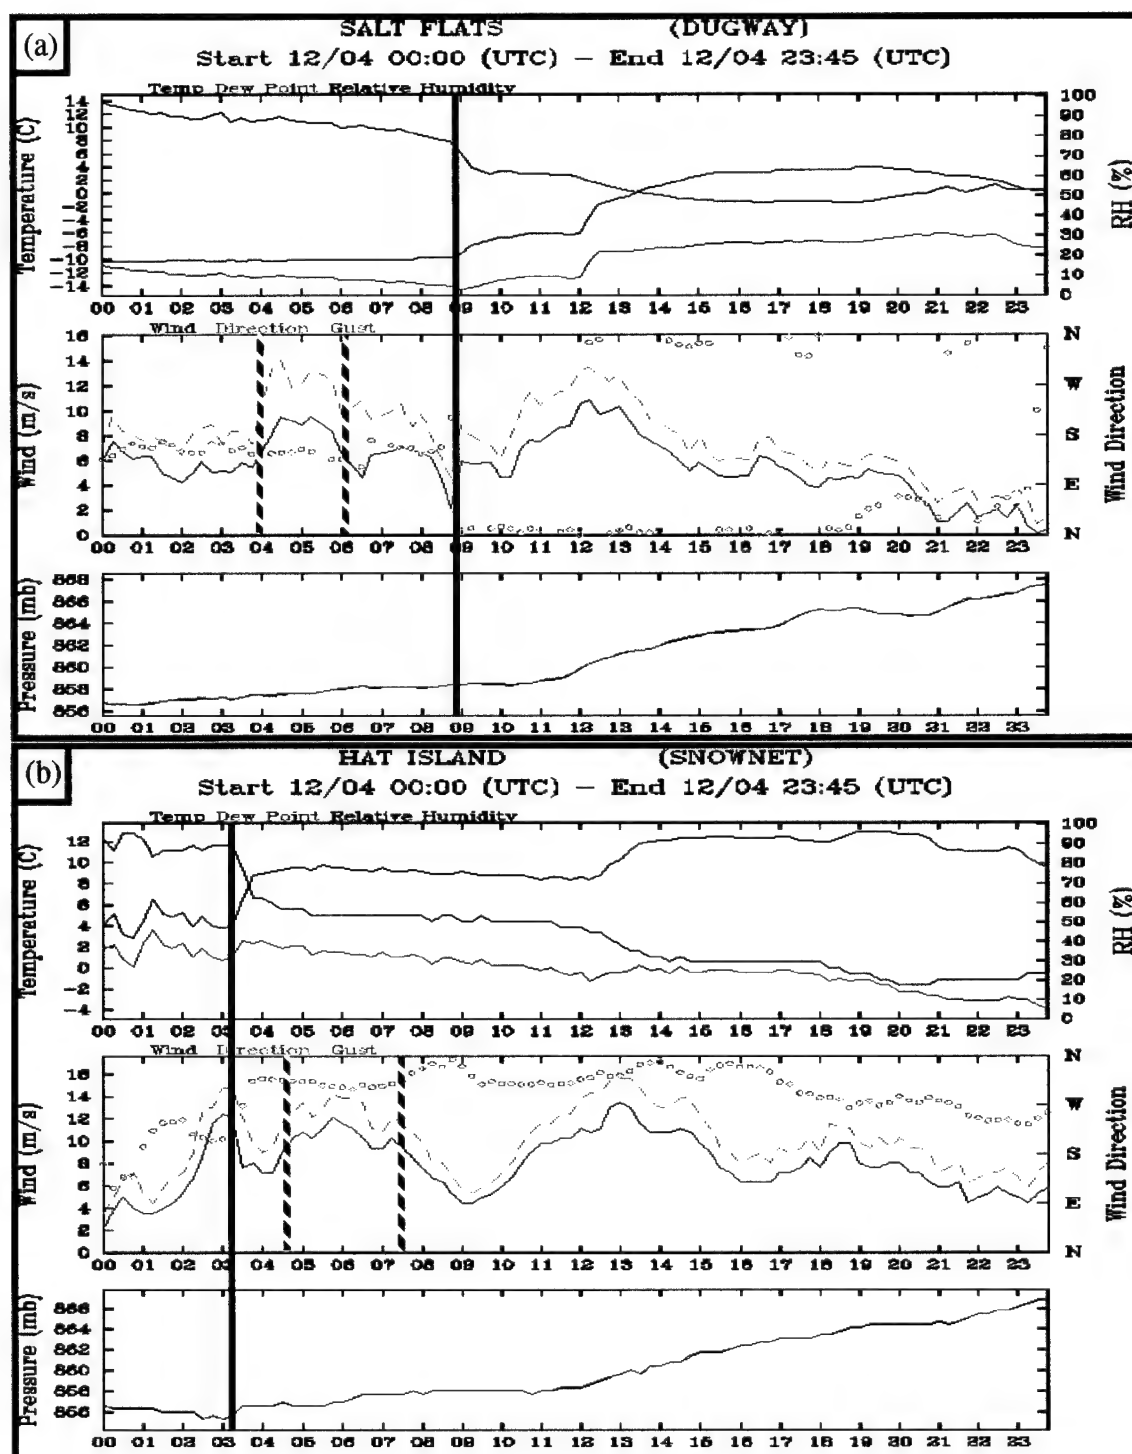 (a)
SALT FLATS (DUGWAY)
Start 12/04 00:00 (UTC) – End 12/04 23:45 (UTC)
Temp Dew Point Relative Humidity
Temperature (C)
14
12
10
8
6
4
2
0
-2
-4
-6
-8
-10
-12
-14
100
90
80
70
60
50
40
30
20
10
0
RH (%)
00 01 02 03 04 05 06 07 08 09 10 11 12 13 14 15 16 17 18 19 20 21 22 23
Wind Direction Gust
Wind (m/s)
16
14
12
10
8
6
4
2
0
N
W
S
E
N
Wind Direction
00 01 02 03 04 05 06 07 08 09 10 11 12 13 14 15 16 17 18 19 20 21 22 23
Pressure (mb)
868
866
864
862
860
858
856
00 01 02 03 04 05 06 07 08 09 10 11 12 13 14 15 16 17 18 19 20 21 22 23
(b)
HAT ISLAND (SNOWNET)
Start 12/04 00:00 (UTC) – End 12/04 23:45 (UTC)
Temp Dew Point Relative Humidity
Temperature (C)
12
10
8
6
4
2
0
-2
-4
100
90
80
70
60
50
40
30
20
10
0
RH (%)
00 01 02 03 04 05 06 07 08 09 10 11 12 13 14 15 16 17 18 19 20 21 22 23
Wind Direction Gust
Wind (m/s)
16
14
12
10
8
6
4
2
0
N
W
S
E
N
Wind Direction
00 01 02 03 04 05 06 07 08 09 10 11 12 13 14 15 16 17 18 19 20 21 22 23
Pressure (mb)
866
864
862
860
858
856
00 01 02 03 04 05 06 07 08 09 10 11 12 13 14 15 16 17 18 19 20 21 22 23